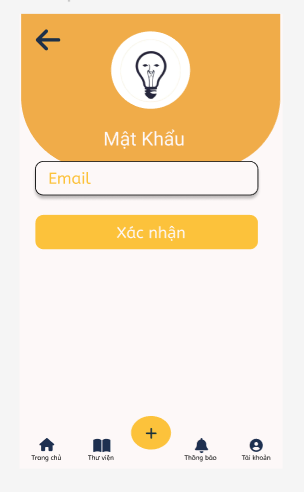 Mật Khẩu
Email
Xác nhận
+
Trang chủ
Thư viện
Thông báo
Tài khoản